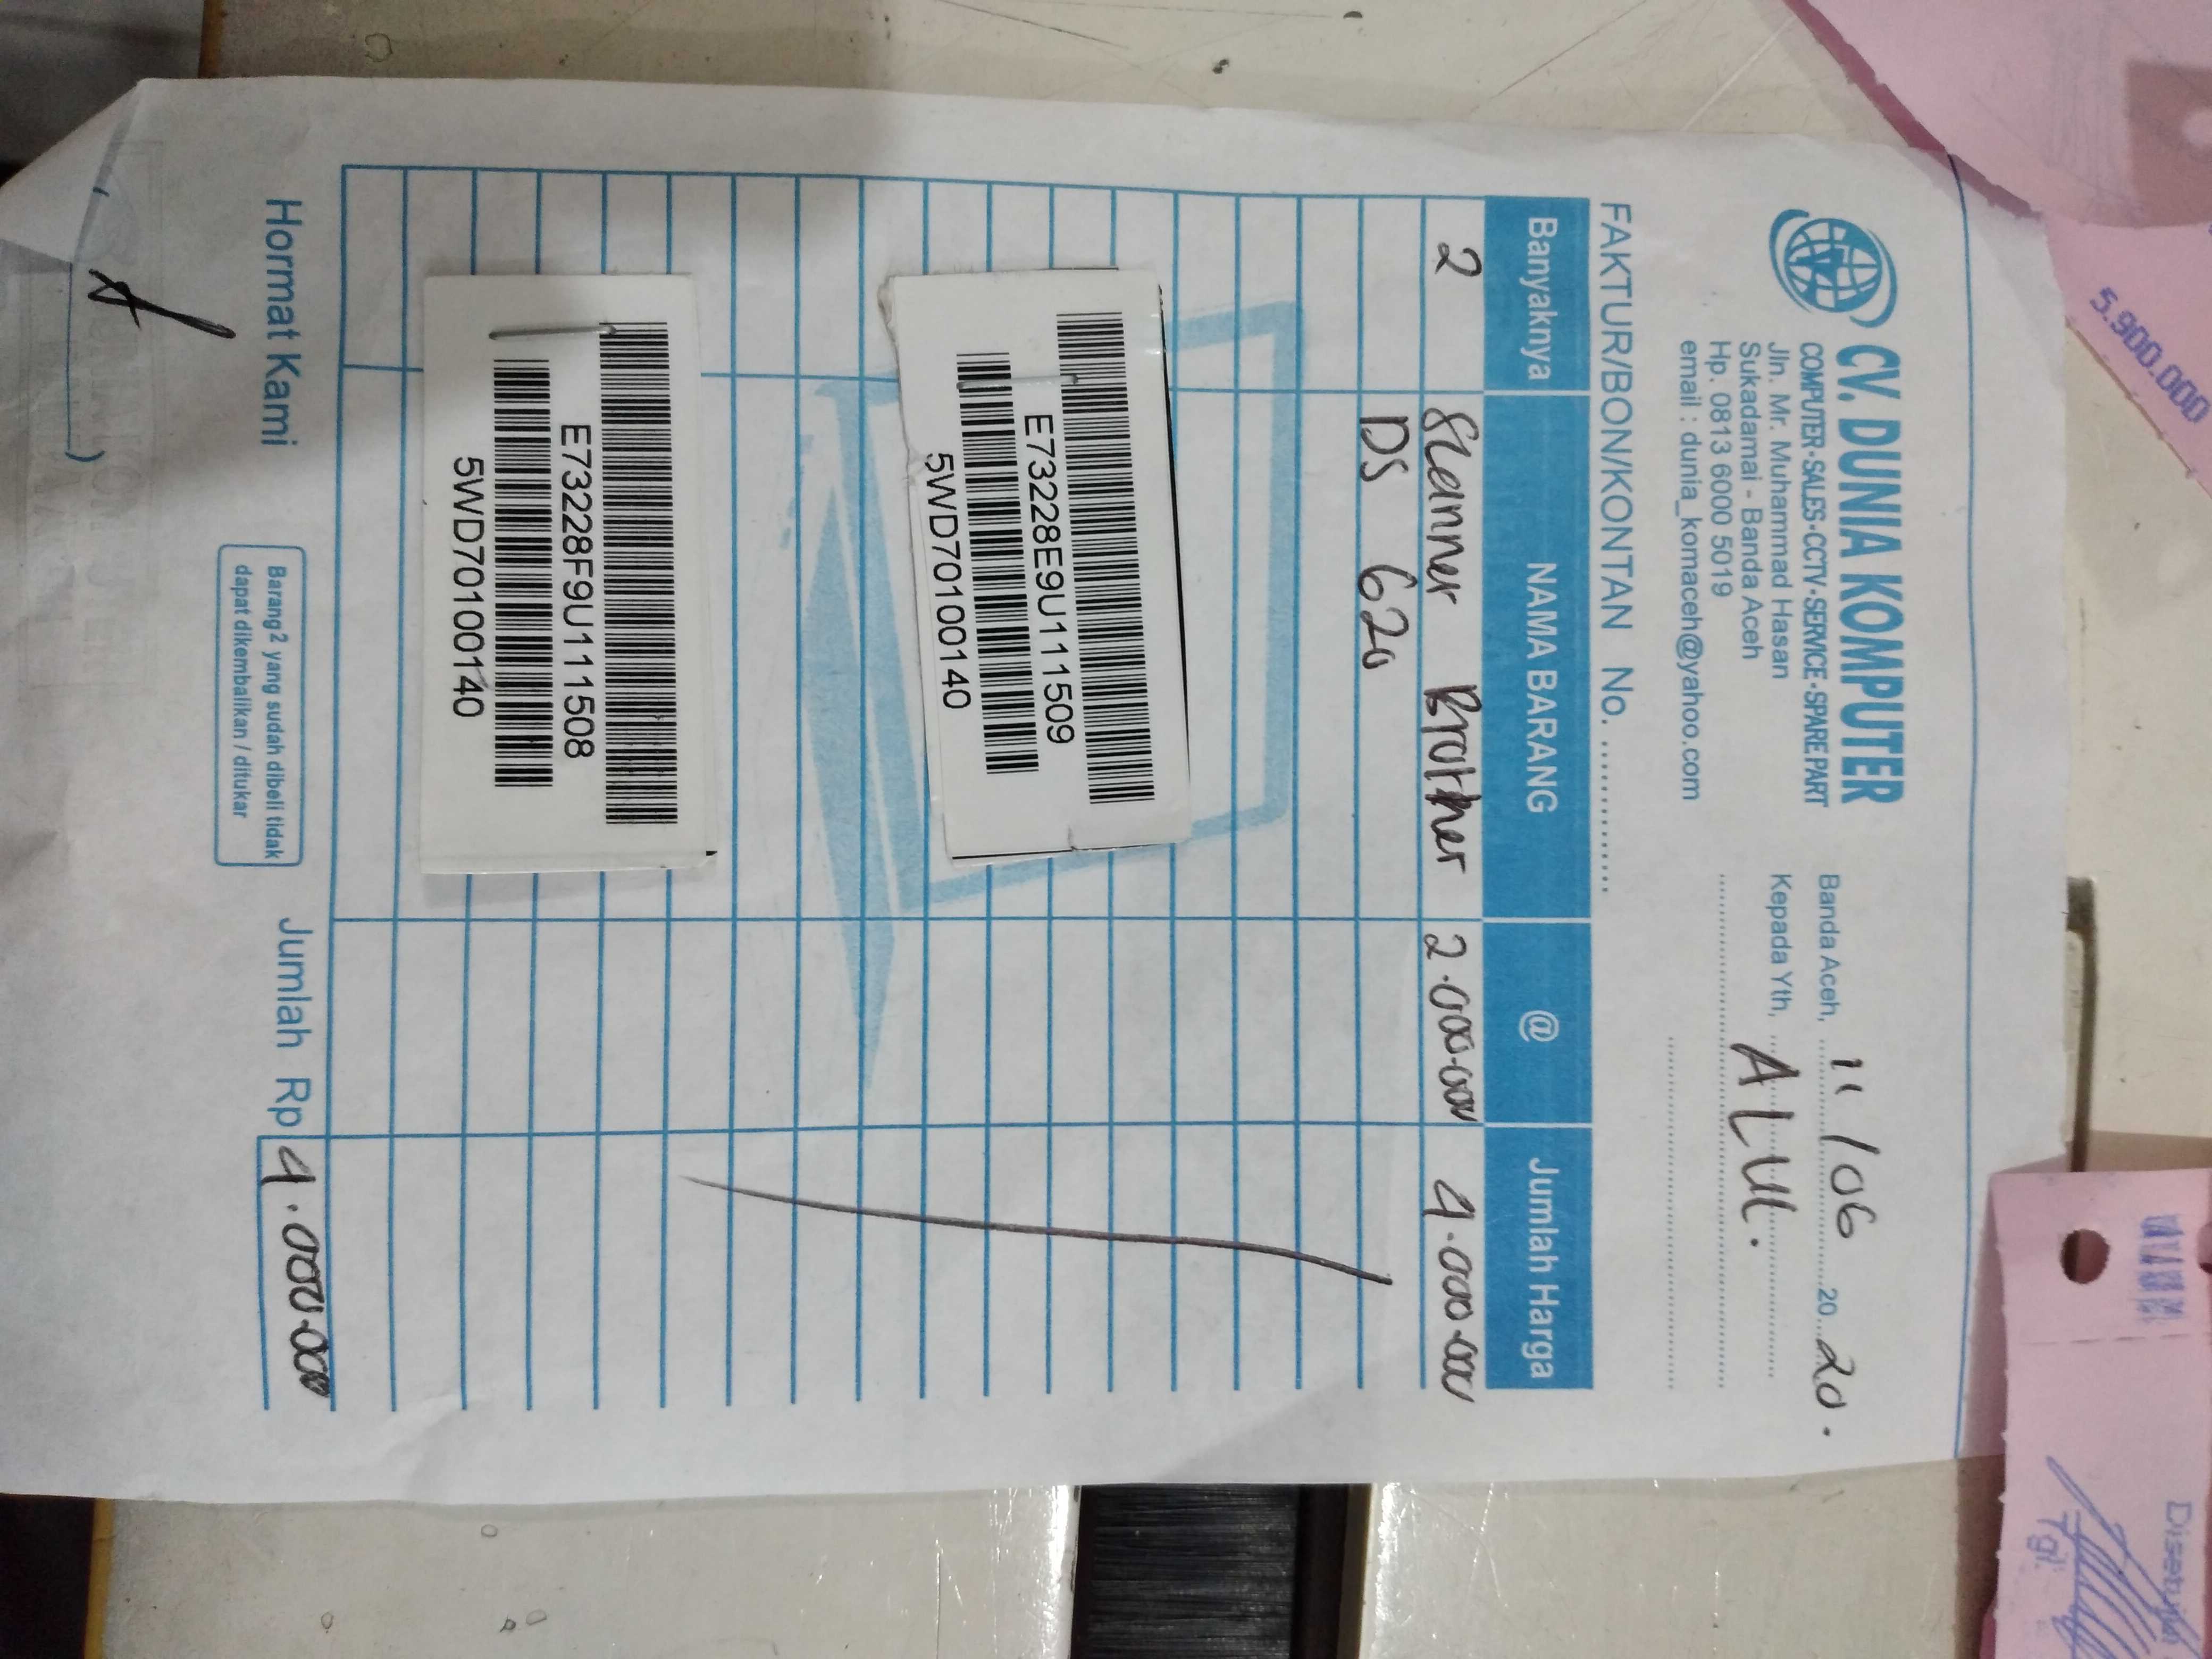 CV. DUNIA KOMPUTER
COMPUTER - SALES - CCTV - SERVICE - SPARE PART
Jln. Mr. Muhammad Hasan
Sukadamai - Banda Aceh
Hp. 0813 6000 5019
email : dunia_komaceh@yahoo.com
Banda Aceh, 11/06 20 20.
Kepada Yth,
FAKTUR/BON/KONTAN No.
Banyaknya NAMA BARANG @ Jumlah Harga
2 Scanner Brother 2.000.000 4.000.000
DS 620
E73228E9U111509
5WD70100140
E73228F9U111508
5WD70100140
Hormat Kami
Barang2 yang sudah dibeli tidak
dapat dikembalikan / ditukar
Jumlah Rp 4.000.000
5.900.000
Disetujui
Tgl.